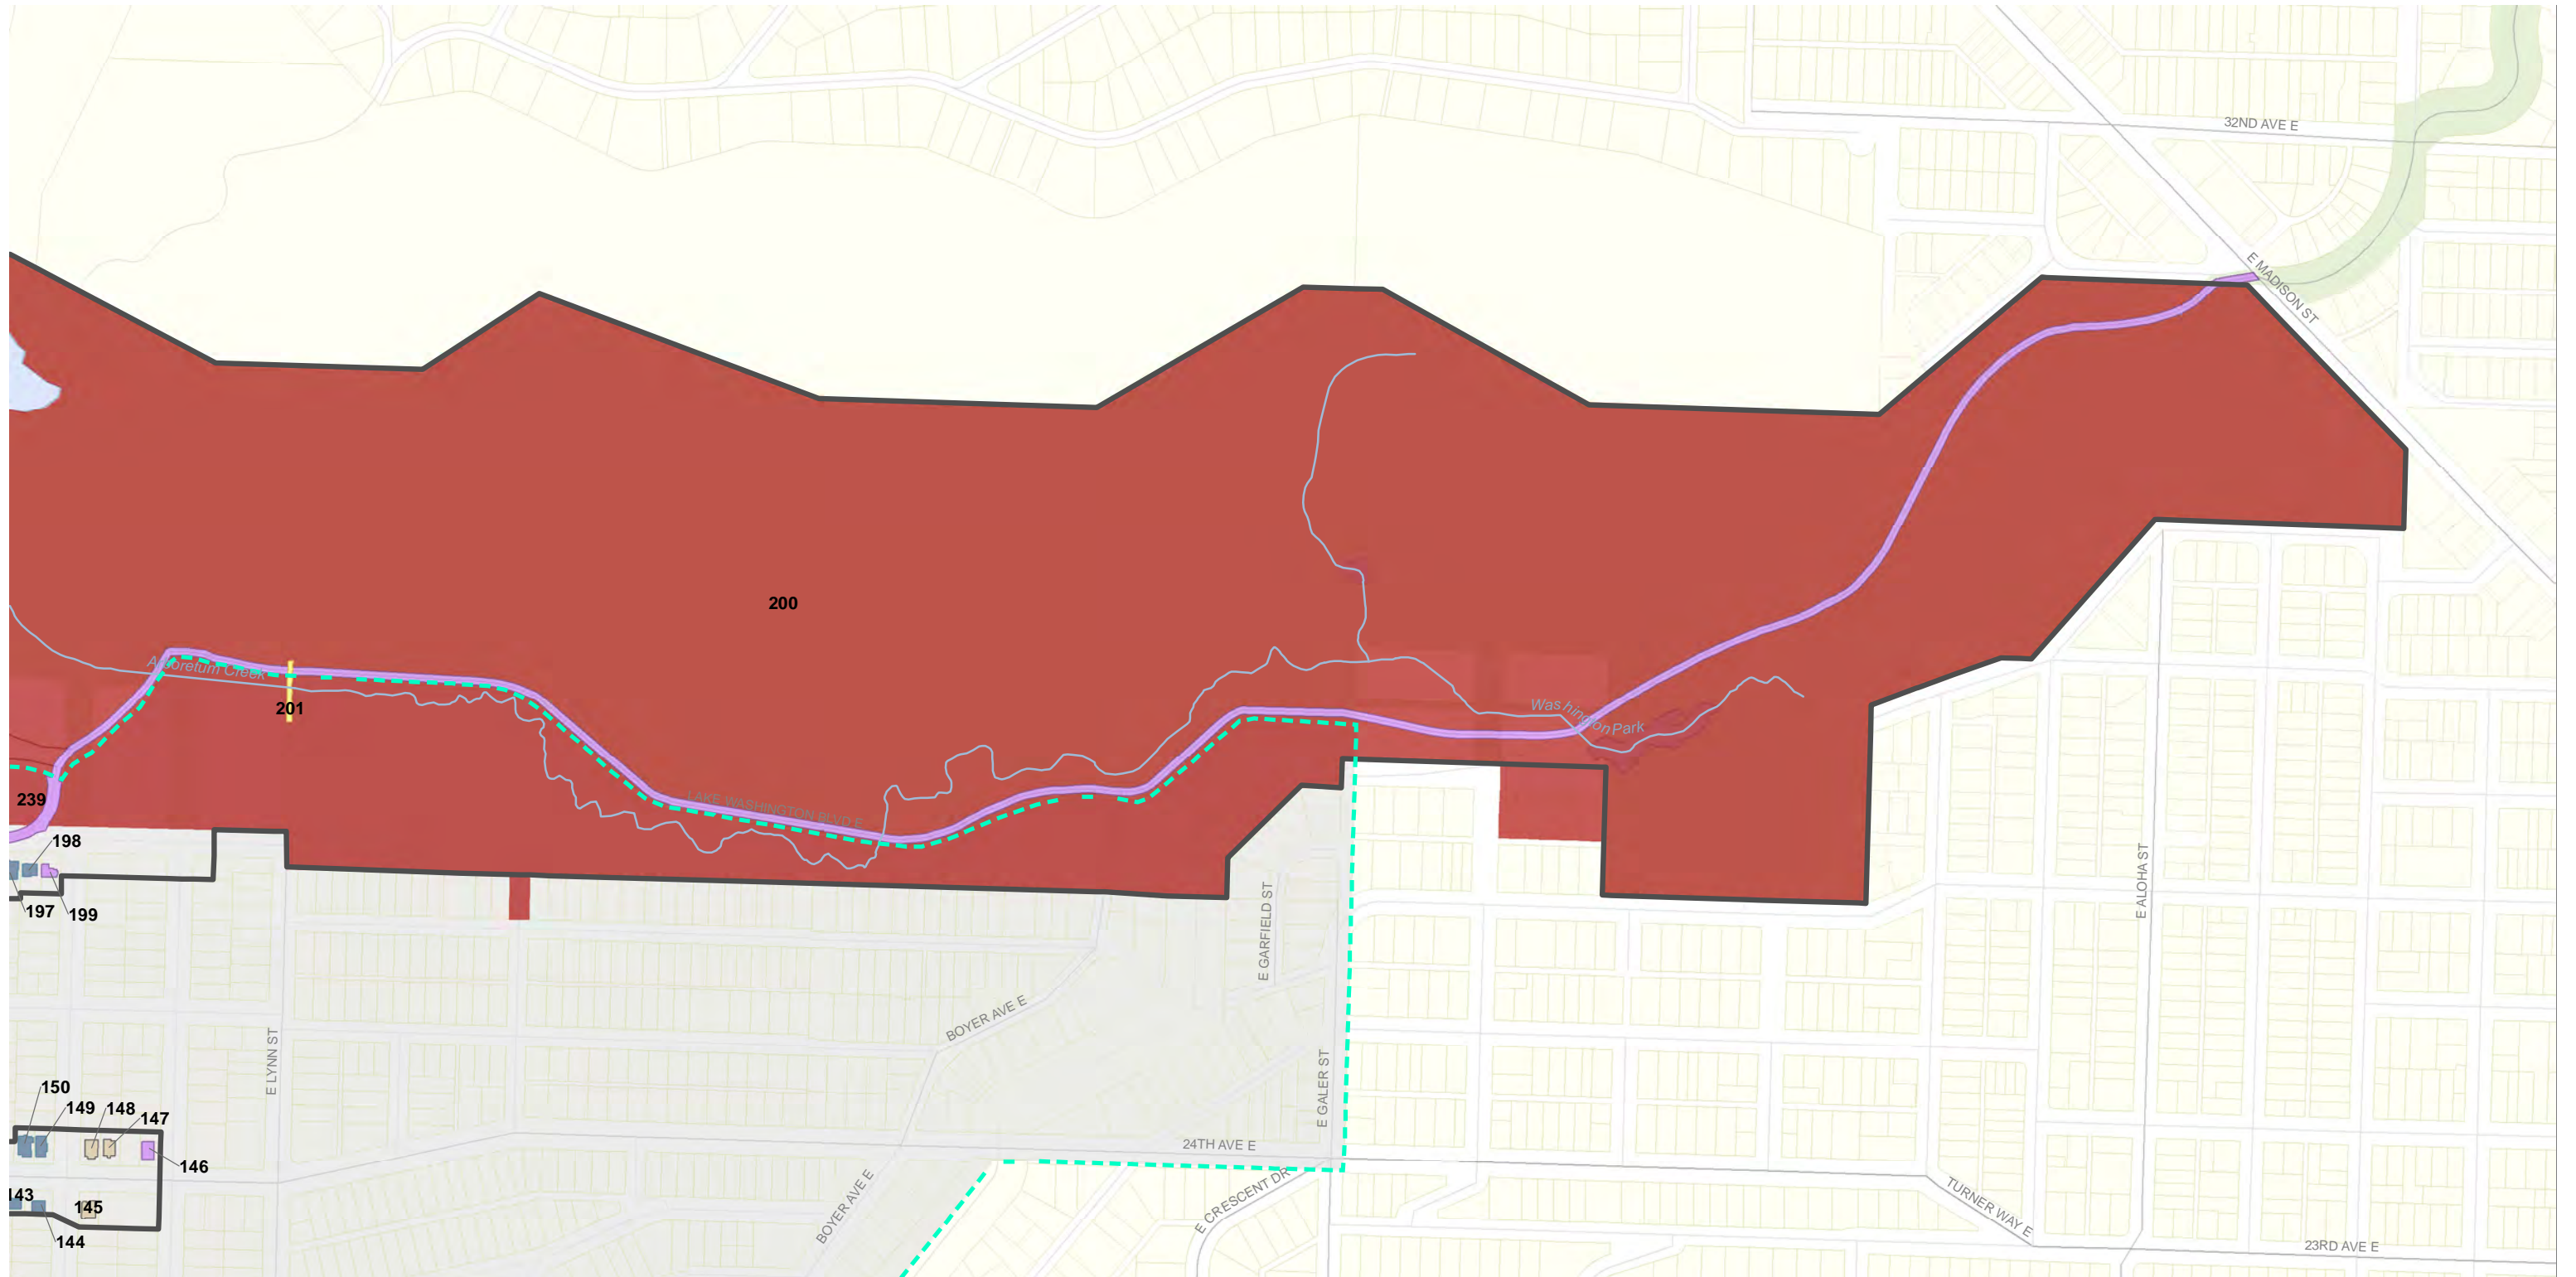 32ND AVE E
E MADISON ST
200
Arboretum Creek
201
Washington Park
239
LAKE WASHINGTON BLVD E
198
197
199
E ALOHA ST
E GARFIELD ST
BOYER AVE E
E LYNN ST
E GALER ST
150
149
148
147
146
24TH AVE E
143
145
144
BOYER AVE E
E CRESCENT DR
TURNER WAY E
23RD AVE E